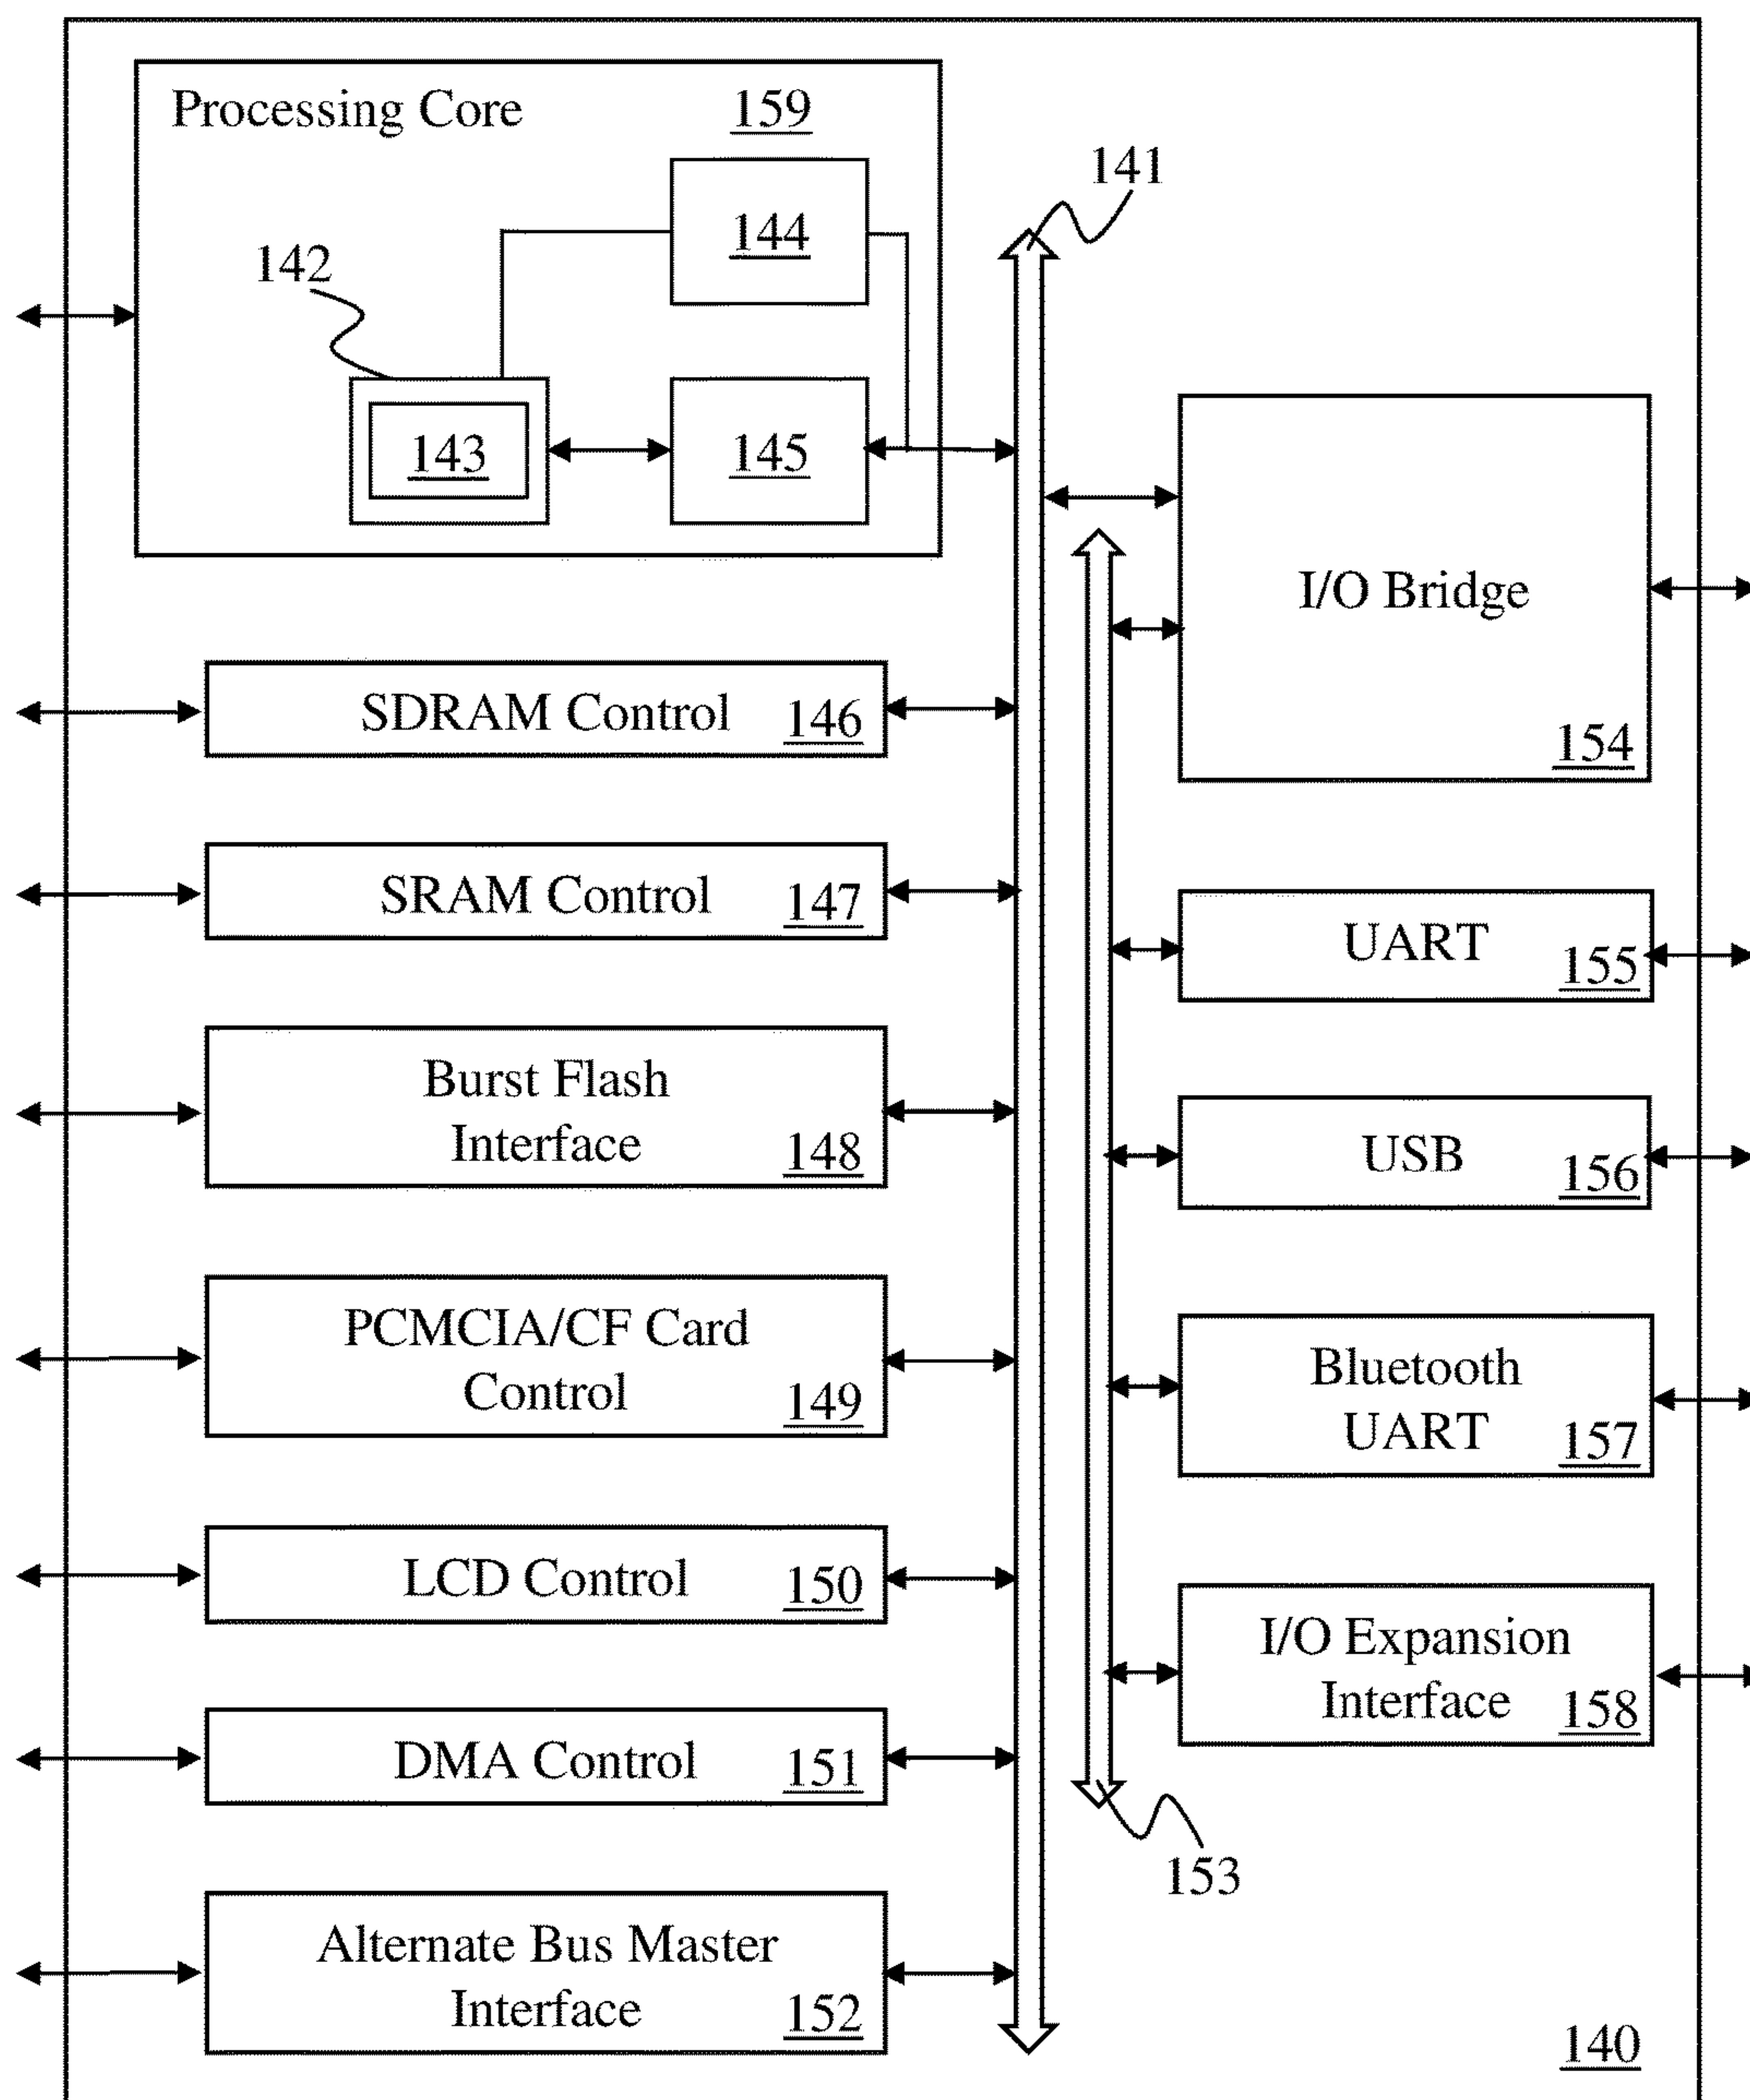 Processing Core 159
141
144
142
143
145
I/O Bridge
154
SDRAM Control 146
SRAM Control 147
UART 155
Burst Flash
Interface 148
USB 156
PCMCIA/CF Card
Control 149
Bluetooth
UART 157
LCD Control 150
I/O Expansion
Interface 158
DMA Control 151
153
Alternate Bus Master
Interface 152
140